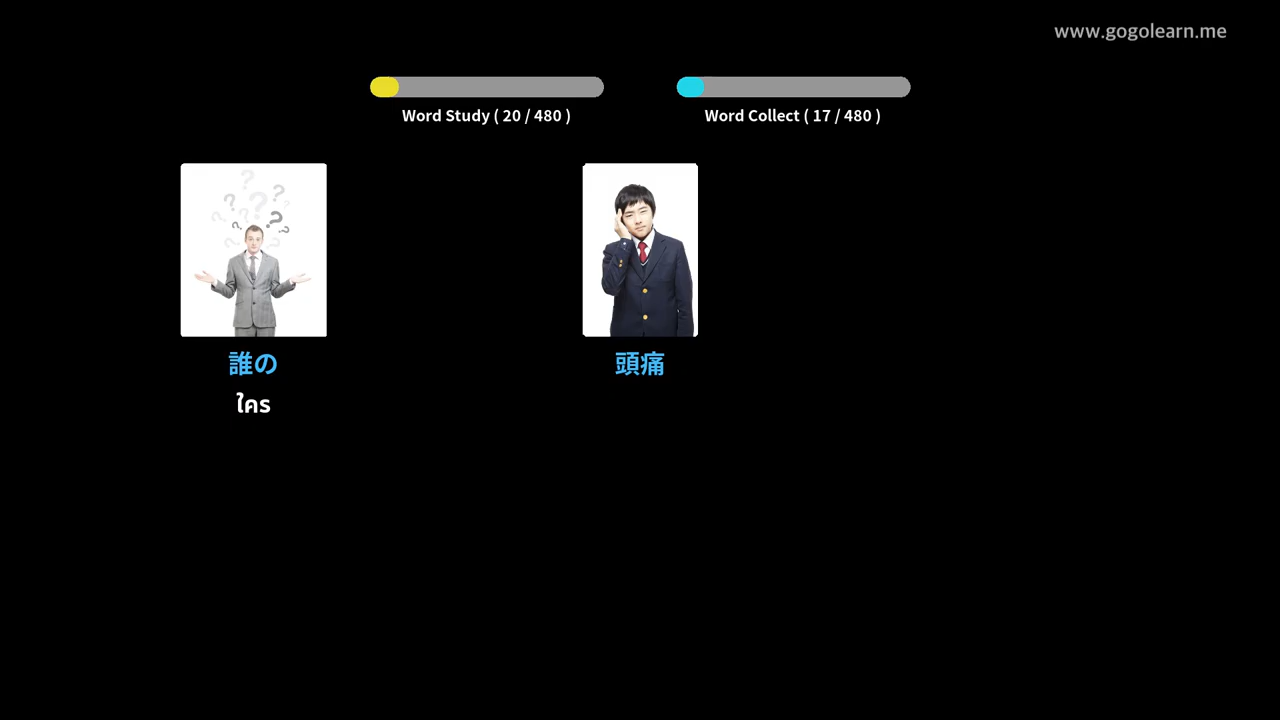 www.gogolearn.me
Word Study ( 20 / 480 )
Word Collect ( 17 / 480 )
誰の
頭痛
ใคร